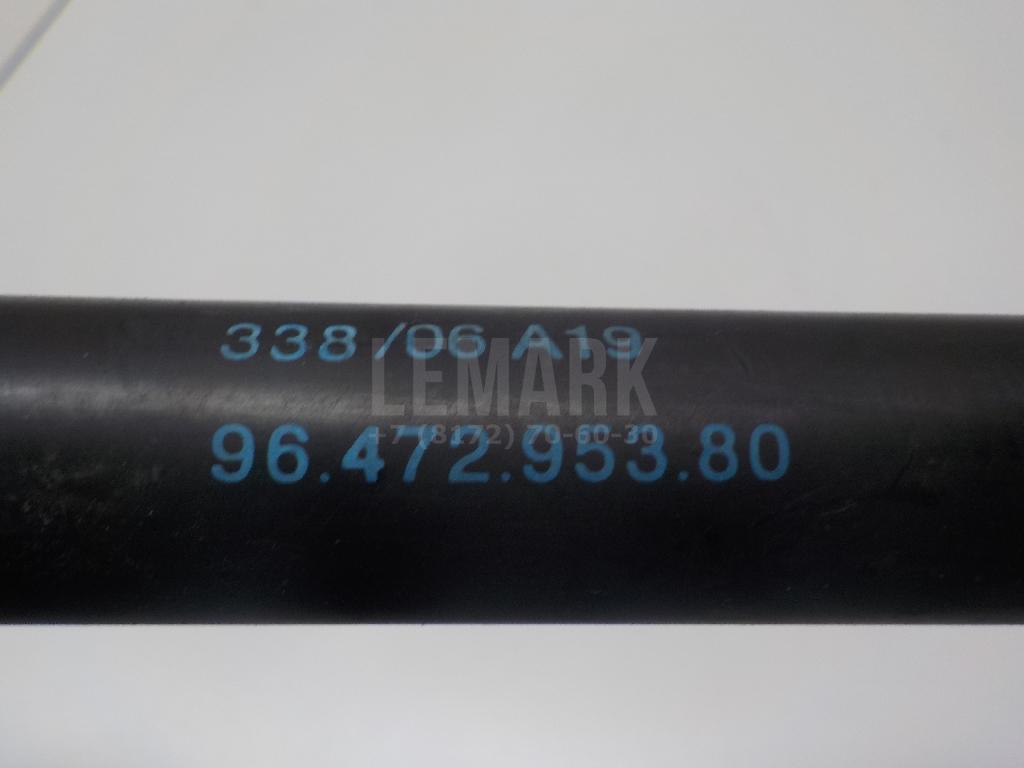 338/06 A19
LEMARK
+7 (8172) 70-60-30
96.472.953.80